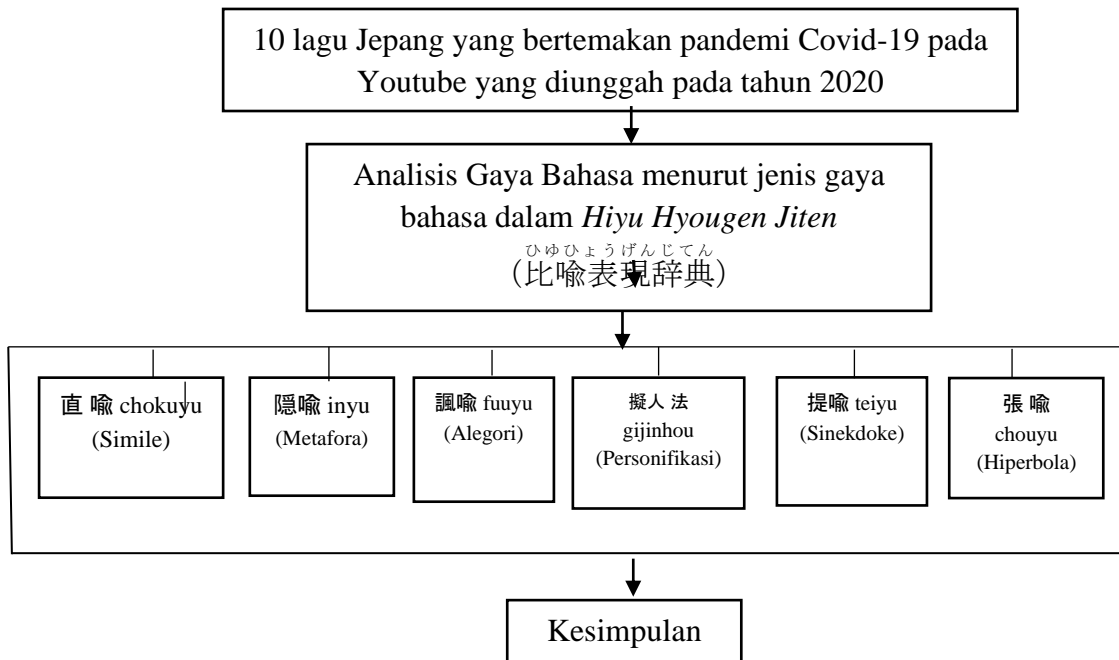 10 lagu Jepang yang bertemakan pandemi Covid-19 pada
Youtube yang diunggah pada tahun 2020
Analisis Gaya Bahasa menurut jenis gaya
bahasa dalam Hiyu Hyougen Jiten
ひゆひょうげんじてん
(比喩表現辞典)
直 喩 chokuyu
(Simile)
隠喩 inyu
(Metafora)
諷喩 fuuyu
(Alegori)
擬人 法
gijinhou
(Personifikasi)
提喩 teiyu
(Sinekdoke)
張 喩
chouyu
(Hiperbola)
Kesimpulan